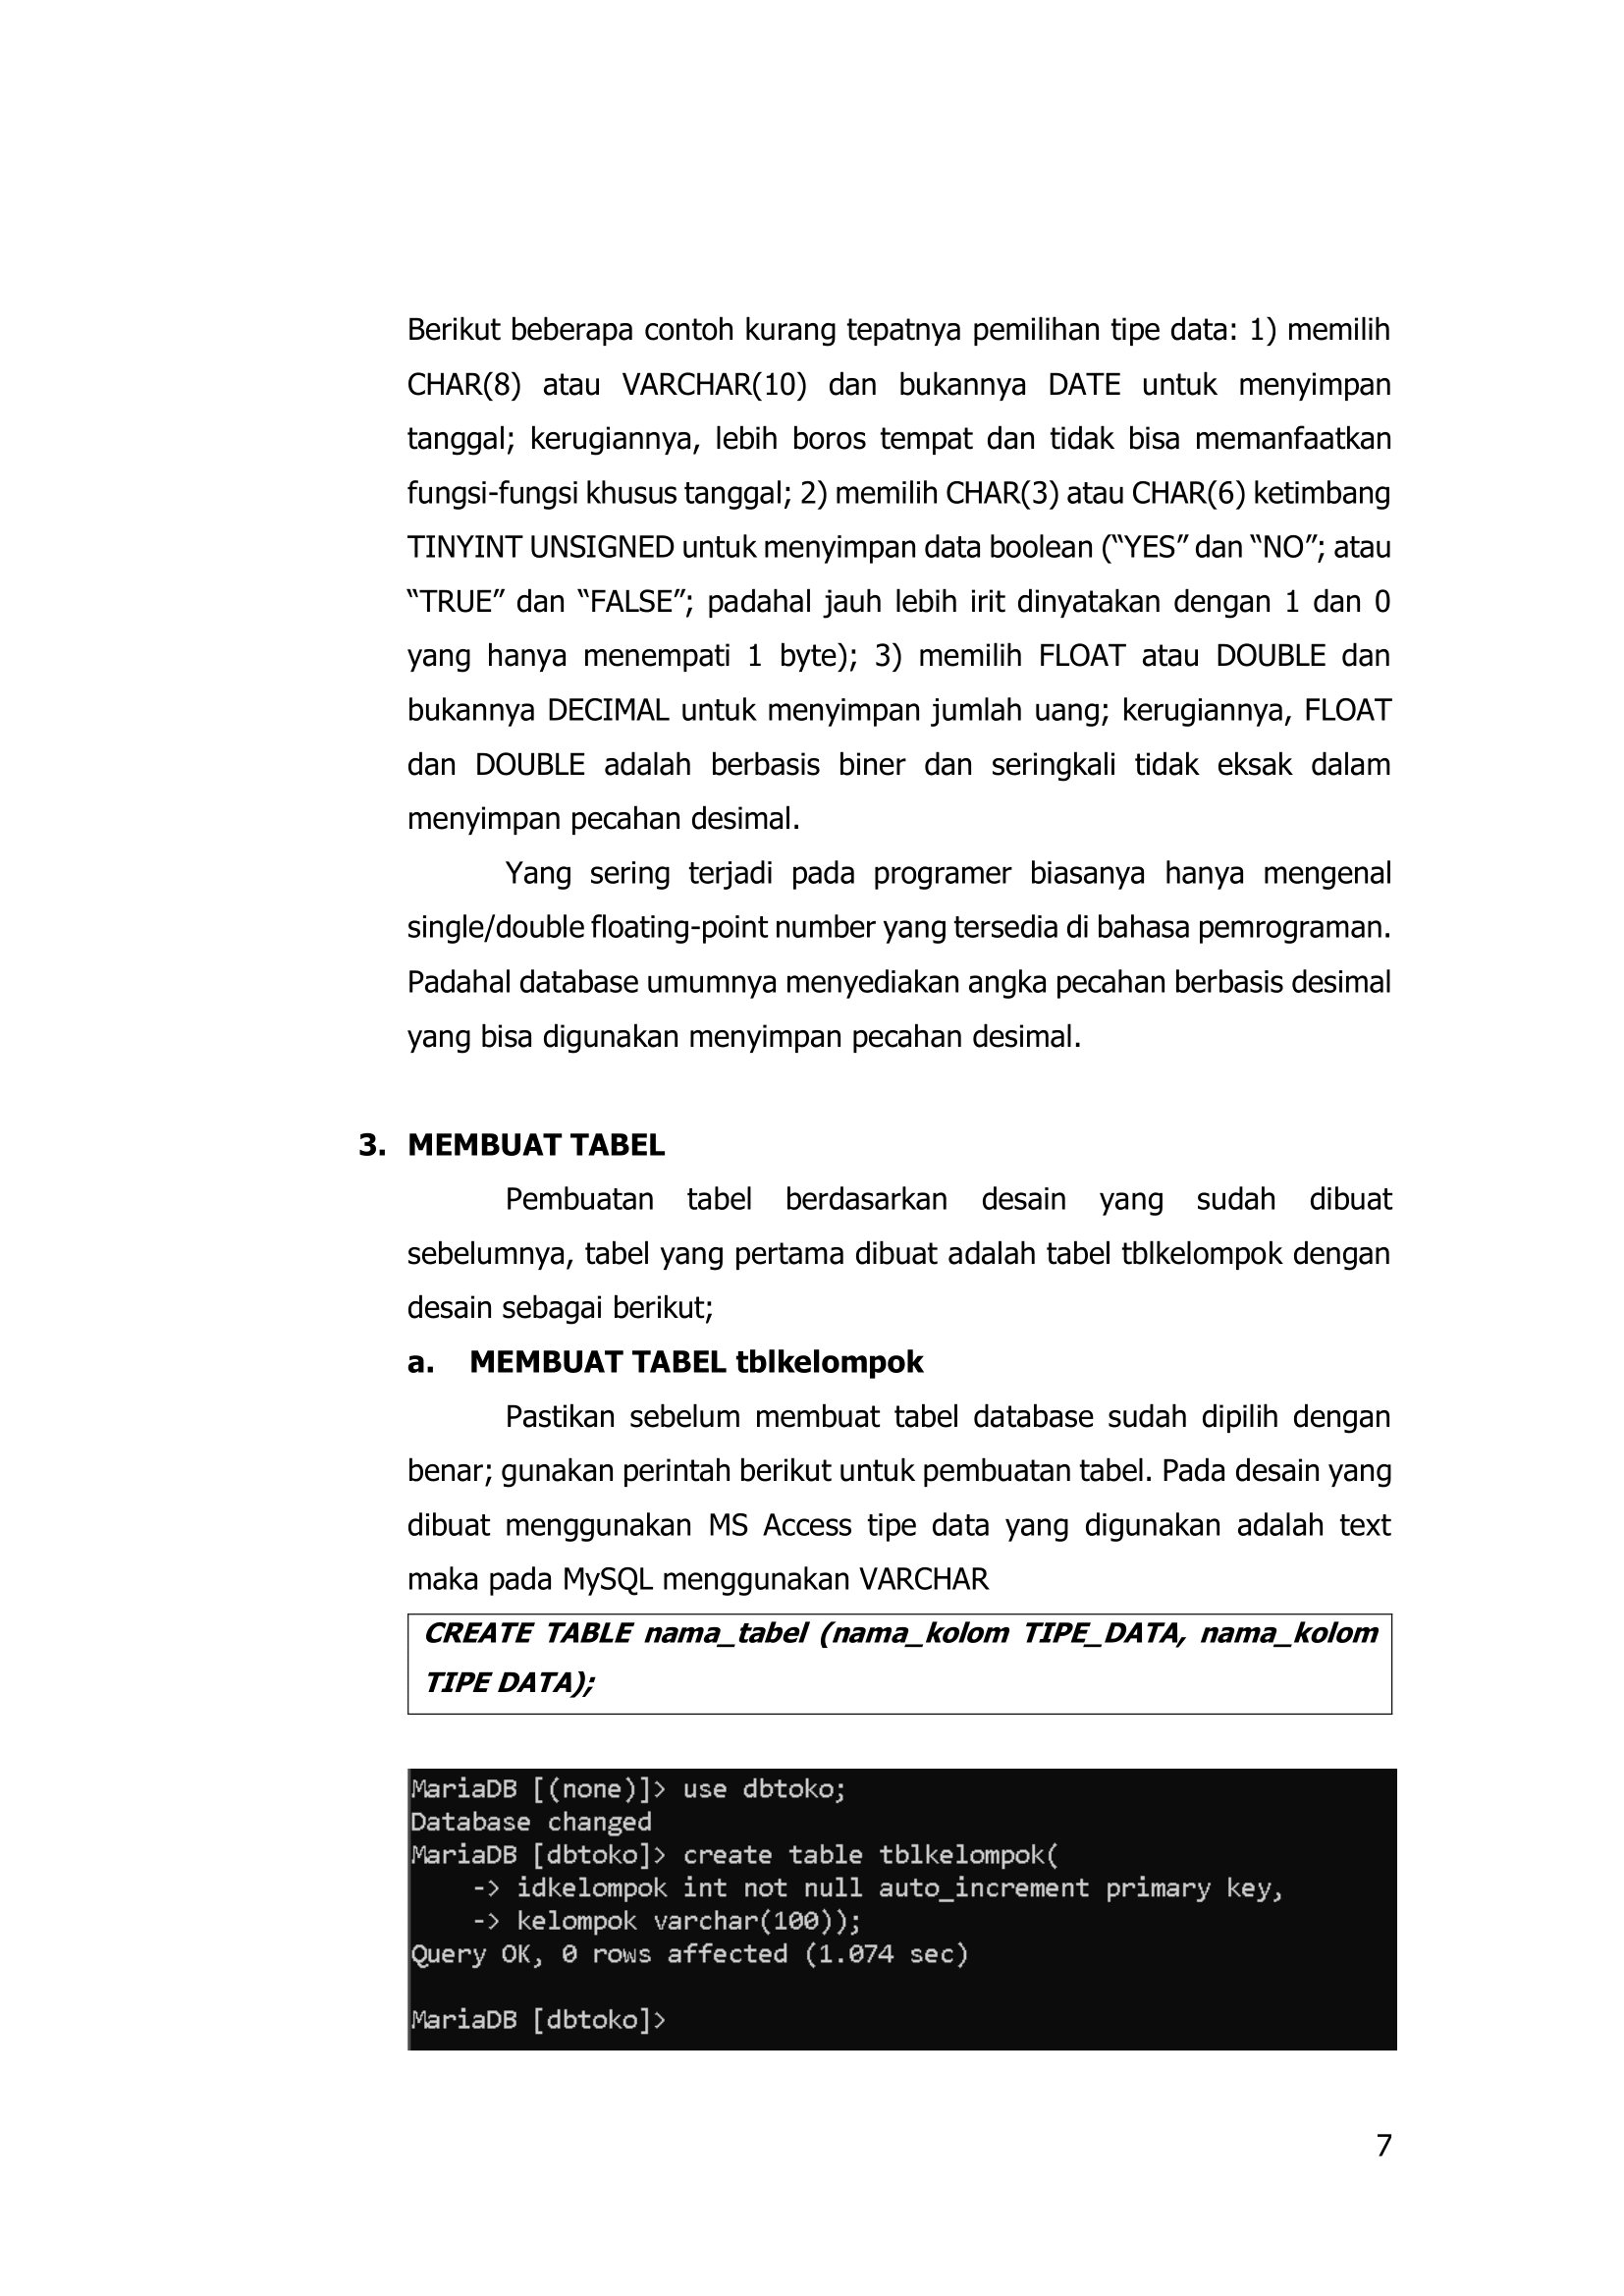 Berikut beberapa contoh kurang tepatnya pemilihan tipe data: 1) memilih
CHAR(8) atau VARCHAR(10) dan bukannya DATE untuk menyimpan
tanggal; kerugiannya, lebih boros tempat dan tidak bisa memanfaatkan
fungsi-fungsi khusus tanggal; 2) memilih CHAR(3) atau CHAR(6) ketimbang
TINYINT UNSIGNED untuk menyimpan data boolean (“YES” dan “NO”; atau
“TRUE” dan “FALSE”; padahal jauh lebih irit dinyatakan dengan 1 dan 0
yang hanya menempati 1 byte); 3) memilih FLOAT atau DOUBLE dan
bukannya DECIMAL untuk menyimpan jumlah uang; kerugiannya, FLOAT
dan DOUBLE adalah berbasis biner dan seringkali tidak eksak dalam
menyimpan pecahan desimal.
Yang sering terjadi pada programer biasanya hanya mengenal
single/double floating-point number yang tersedia di bahasa pemrograman.
Padahal database umumnya menyediakan angka pecahan berbasis desimal
yang bisa digunakan menyimpan pecahan desimal.
3. MEMBUAT TABEL
Pembuatan tabel berdasarkan desain yang sudah dibuat
sebelumnya, tabel yang pertama dibuat adalah tabel tblkelompok dengan
desain sebagai berikut;
a. MEMBUAT TABEL tblkelompok
Pastikan sebelum membuat tabel database sudah dipilih dengan
benar; gunakan perintah berikut untuk pembuatan tabel. Pada desain yang
dibuat menggunakan MS Access tipe data yang digunakan adalah text
maka pada MySQL menggunakan VARCHAR
CREATE TABLE nama_tabel (nama_kolom TIPE_DATA, nama_kolom
TIPE DATA);
MariaDB [(none)]> use dbtoko;
Database changed
MariaDB [dbtoko]> create table tblkelompok(
-> idkelompok int not null auto_increment primary key,
-> kelompok varchar(100));
Query OK, 0 rows affected (1.074 sec)
MariaDB [dbtoko]>
7